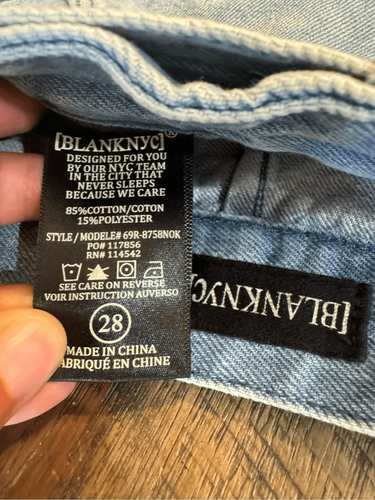 [BLANKNYC]®
DESIGNED FOR YOU
BY OUR NYC TEAM
IN THE CITY THAT
NEVER SLEEPS
BECAUSE WE CARE
85%COTTON/COTON
15%POLYESTER
STYLE / MODELE# 69R-8758NOK
PO# 117856
RN# 114542
SEE CARE ON REVERSE
VOIR INSTRUCTION AUVERSO
28
MADE IN CHINA
FABRIQUÉ EN CHINE
[BLANKNYC